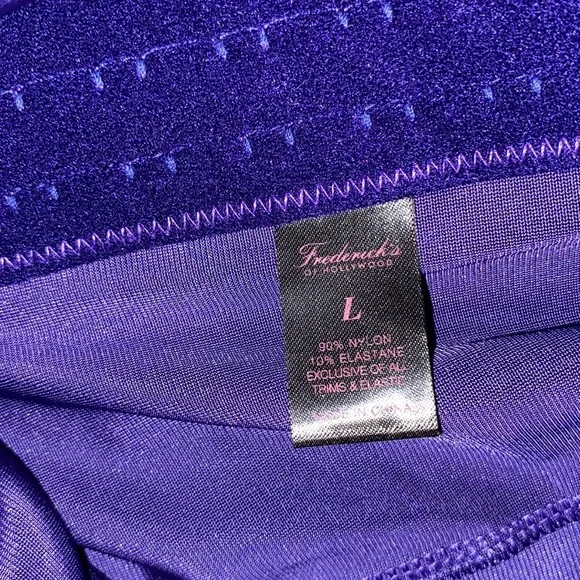 Frederick's
OF HOLLYWOOD
L
90% NYLON
10% ELASTANE
EXCLUSIVE OF ALL
TRIMS & ELASTIC
MADE IN CHINA